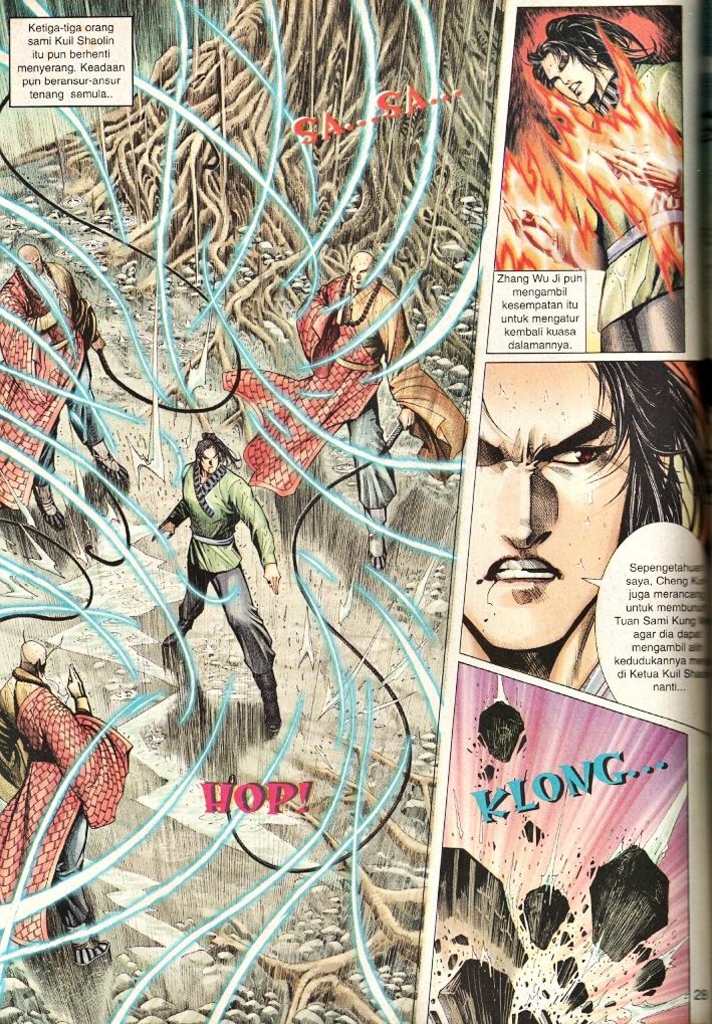 Ketiga-tiga orang
sami Kuil Shaolin
itu pun berhenti
menyerang. Keadaan
pun beransur-ansur
tenang semula..
SA...SA...
HOP!
Zhang Wu Ji pun
mengambil
kesempatan itu
untuk mengatur
kembali kuasa
dalamannya.
Sepengetahuan
saya, Cheng
juga merancang
untuk membunuh
Tuan Sami Kung
agar dia dapat
mengambil
kedudukannya
di Ketua Kuil
nanti...
KLONG...